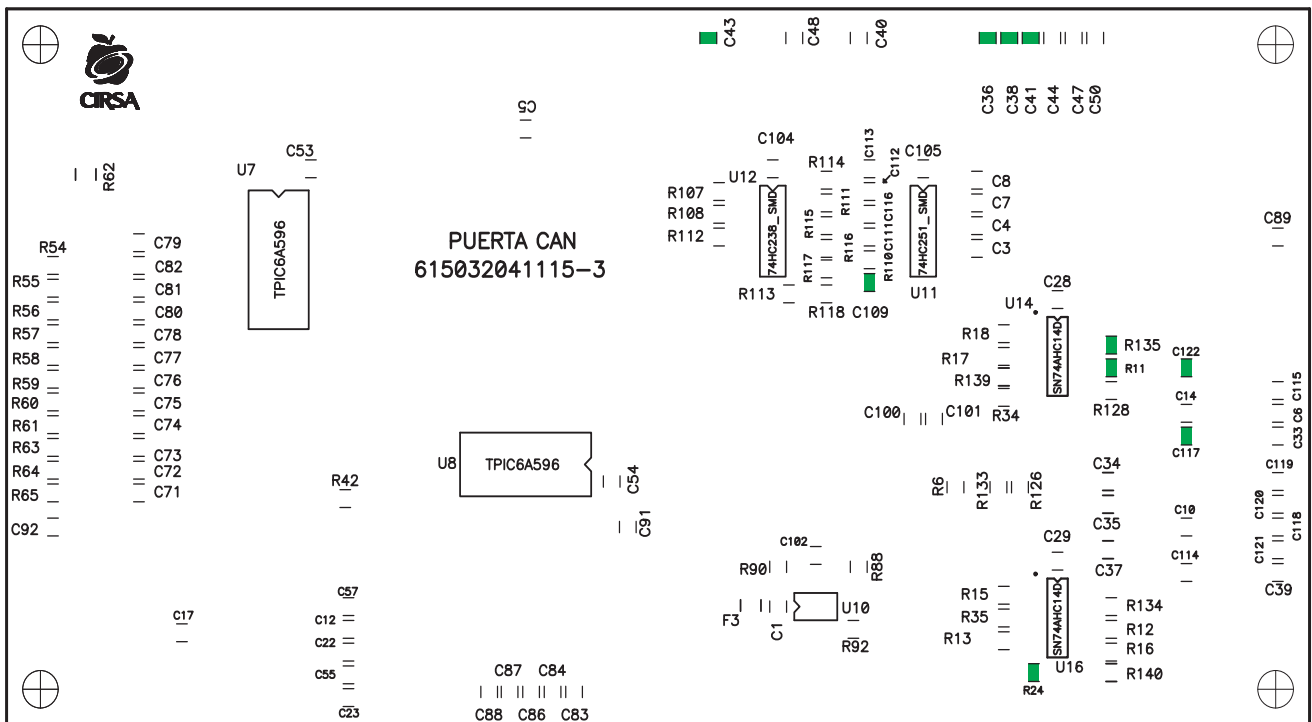 C43
C48
C40
C36
C38
C41
C44
C47
C50
CIRSA
C5
C53
U7
R62
TPIC6A596
C104
U12
74HC238_SMD
R107
R108
R112
R114
R111
R115
R116
R117
R113
R118
C113
C112
C116
C111
R110
C109
C105
74HC251_SMD
U11
C8
C7
C4
C3
C89
PUERTA CAN
615032041115-3
R54
R55
R56
R57
R58
R59
R60
R61
R63
R64
R65
C92
C79
C82
C81
C80
C78
C77
C76
C75
C74
C73
C72
C71
C28
U14
SN74AHC14D
R18
R17
R139
R34
R135
R11
R128
C122
C14
C117
C115
C6
C33
C100
C101
U8
TPIC6A596
C54
C91
R42
R6
R133
R126
C34
C35
C37
C10
C114
C119
C120
C118
C121
C39
C102
R90
R88
F3
C1
U10
R92
C29
SN74AHC14D
U16
R15
R35
R13
R24
R134
R12
R16
R140
C57
C12
C22
C55
C23
C17
C87
C84
C88
C86
C83